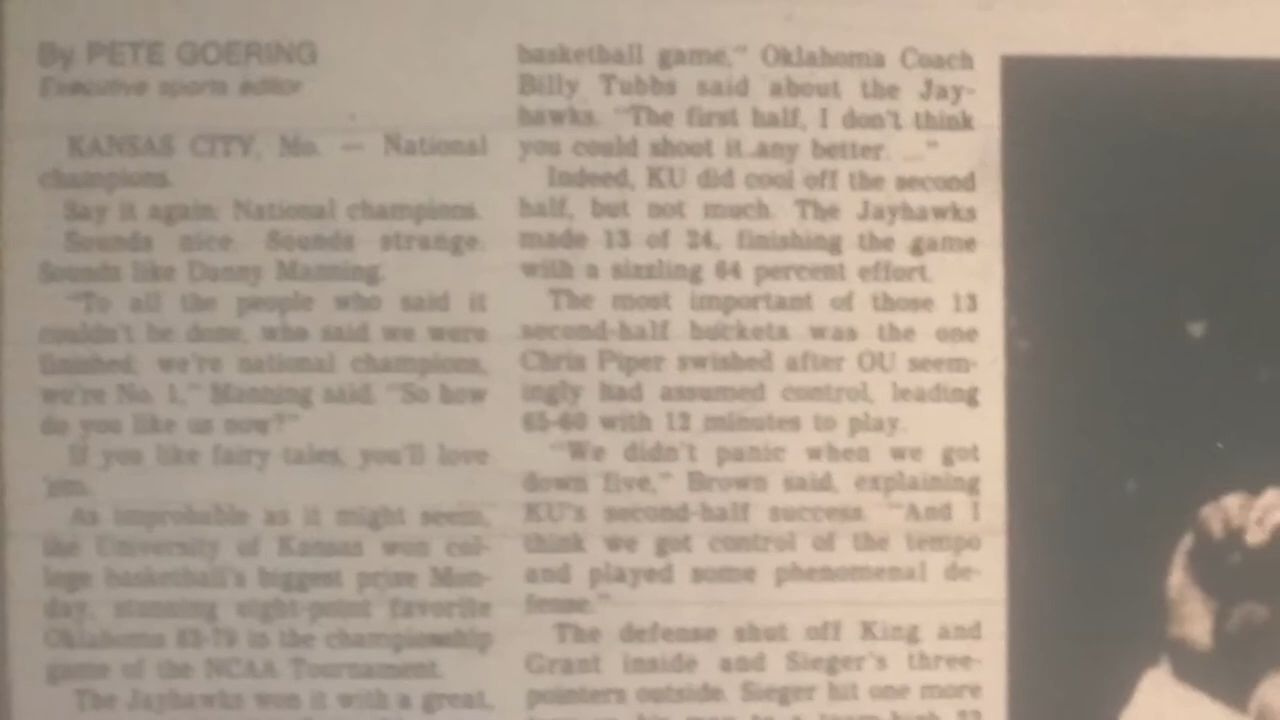 By PETE GOERING
Executive sports editor
KANSAS CITY, Mo. — National
champions.
Say it again: National champions.
Sounds nice. Sounds strange.
Sounds like Danny Manning.
"To all the people who said it
couldn't be done, who said we were
finished, we're national champions,
we're No. 1," Manning said. "So how
do you like us now?"
If you like fairy tales, you'll love
'em.
As improbable as it might seem,
the University of Kansas won col-
lege basketball's biggest prize Mon-
day, stunning eight-point favorite
Oklahoma 83-79 in the championship
game of the NCAA Tournament.
The Jayhawks won it with a great,
basketball game," Oklahoma Coach
Billy Tubbs said about the Jay-
hawks. "The first half, I don't think
you could shoot it any better. ..."
Indeed, KU did cool off the second
half, but not much. The Jayhawks
made 13 of 24, finishing the game
with a sizzling 64 percent effort.
The most important of those 13
second-half buckets was the one
Chris Piper swished after OU seem-
ingly had assumed control, leading
65-60 with 12 minutes to play.
"We didn't panic when we got
down five," Brown said, explaining
KU's second-half success. "And I
think we got control of the tempo
and played some phenomenal de-
fense."
The defense shut off King and
Grant inside and Sieger's three-
pointers outside. Sieger hit one more